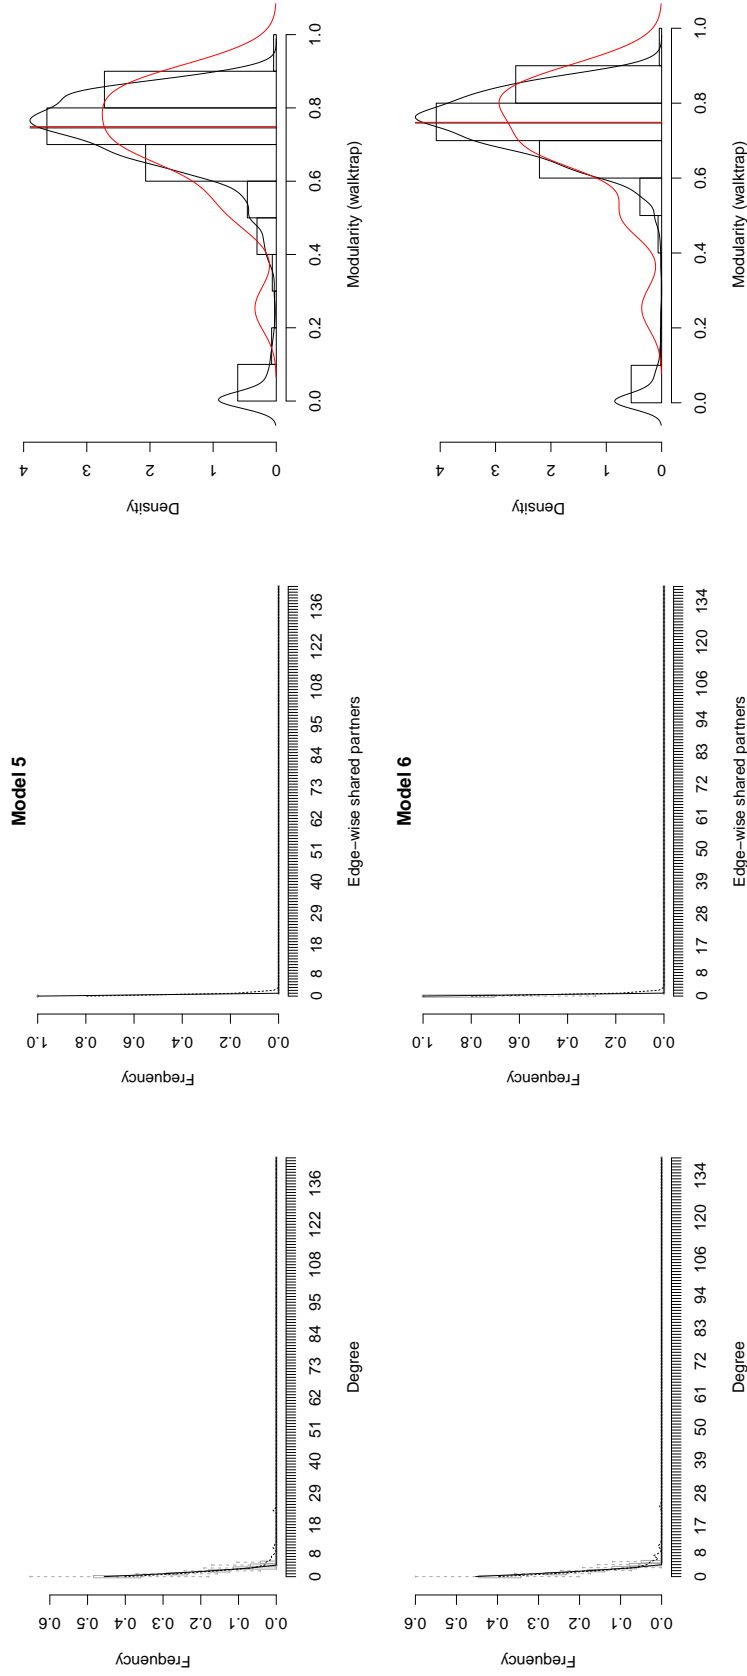 Model 5
Frequency
0.0 0.1 0.2 0.3 0.4 0.5 0.6
0 8 18 29 40 51 62 73 84 95 108 122 136
Degree
Frequency
0.0 0.2 0.4 0.6 0.8 1.0
0 8 18 29 40 51 62 73 84 95 108 122 136
Edge−wise shared partners
Density
0 1 2 3 4
0.0 0.2 0.4 0.6 0.8 1.0
Modularity (walktrap)
Model 6
Frequency
0.0 0.1 0.2 0.3 0.4 0.5 0.6
0 8 17 28 39 50 61 72 83 94 106 120 134
Degree
Frequency
0.0 0.2 0.4 0.6 0.8 1.0
0 8 17 28 39 50 61 72 83 94 106 120 134
Edge−wise shared partners
Density
0 1 2 3 4
0.0 0.2 0.4 0.6 0.8 1.0
Modularity (walktrap)